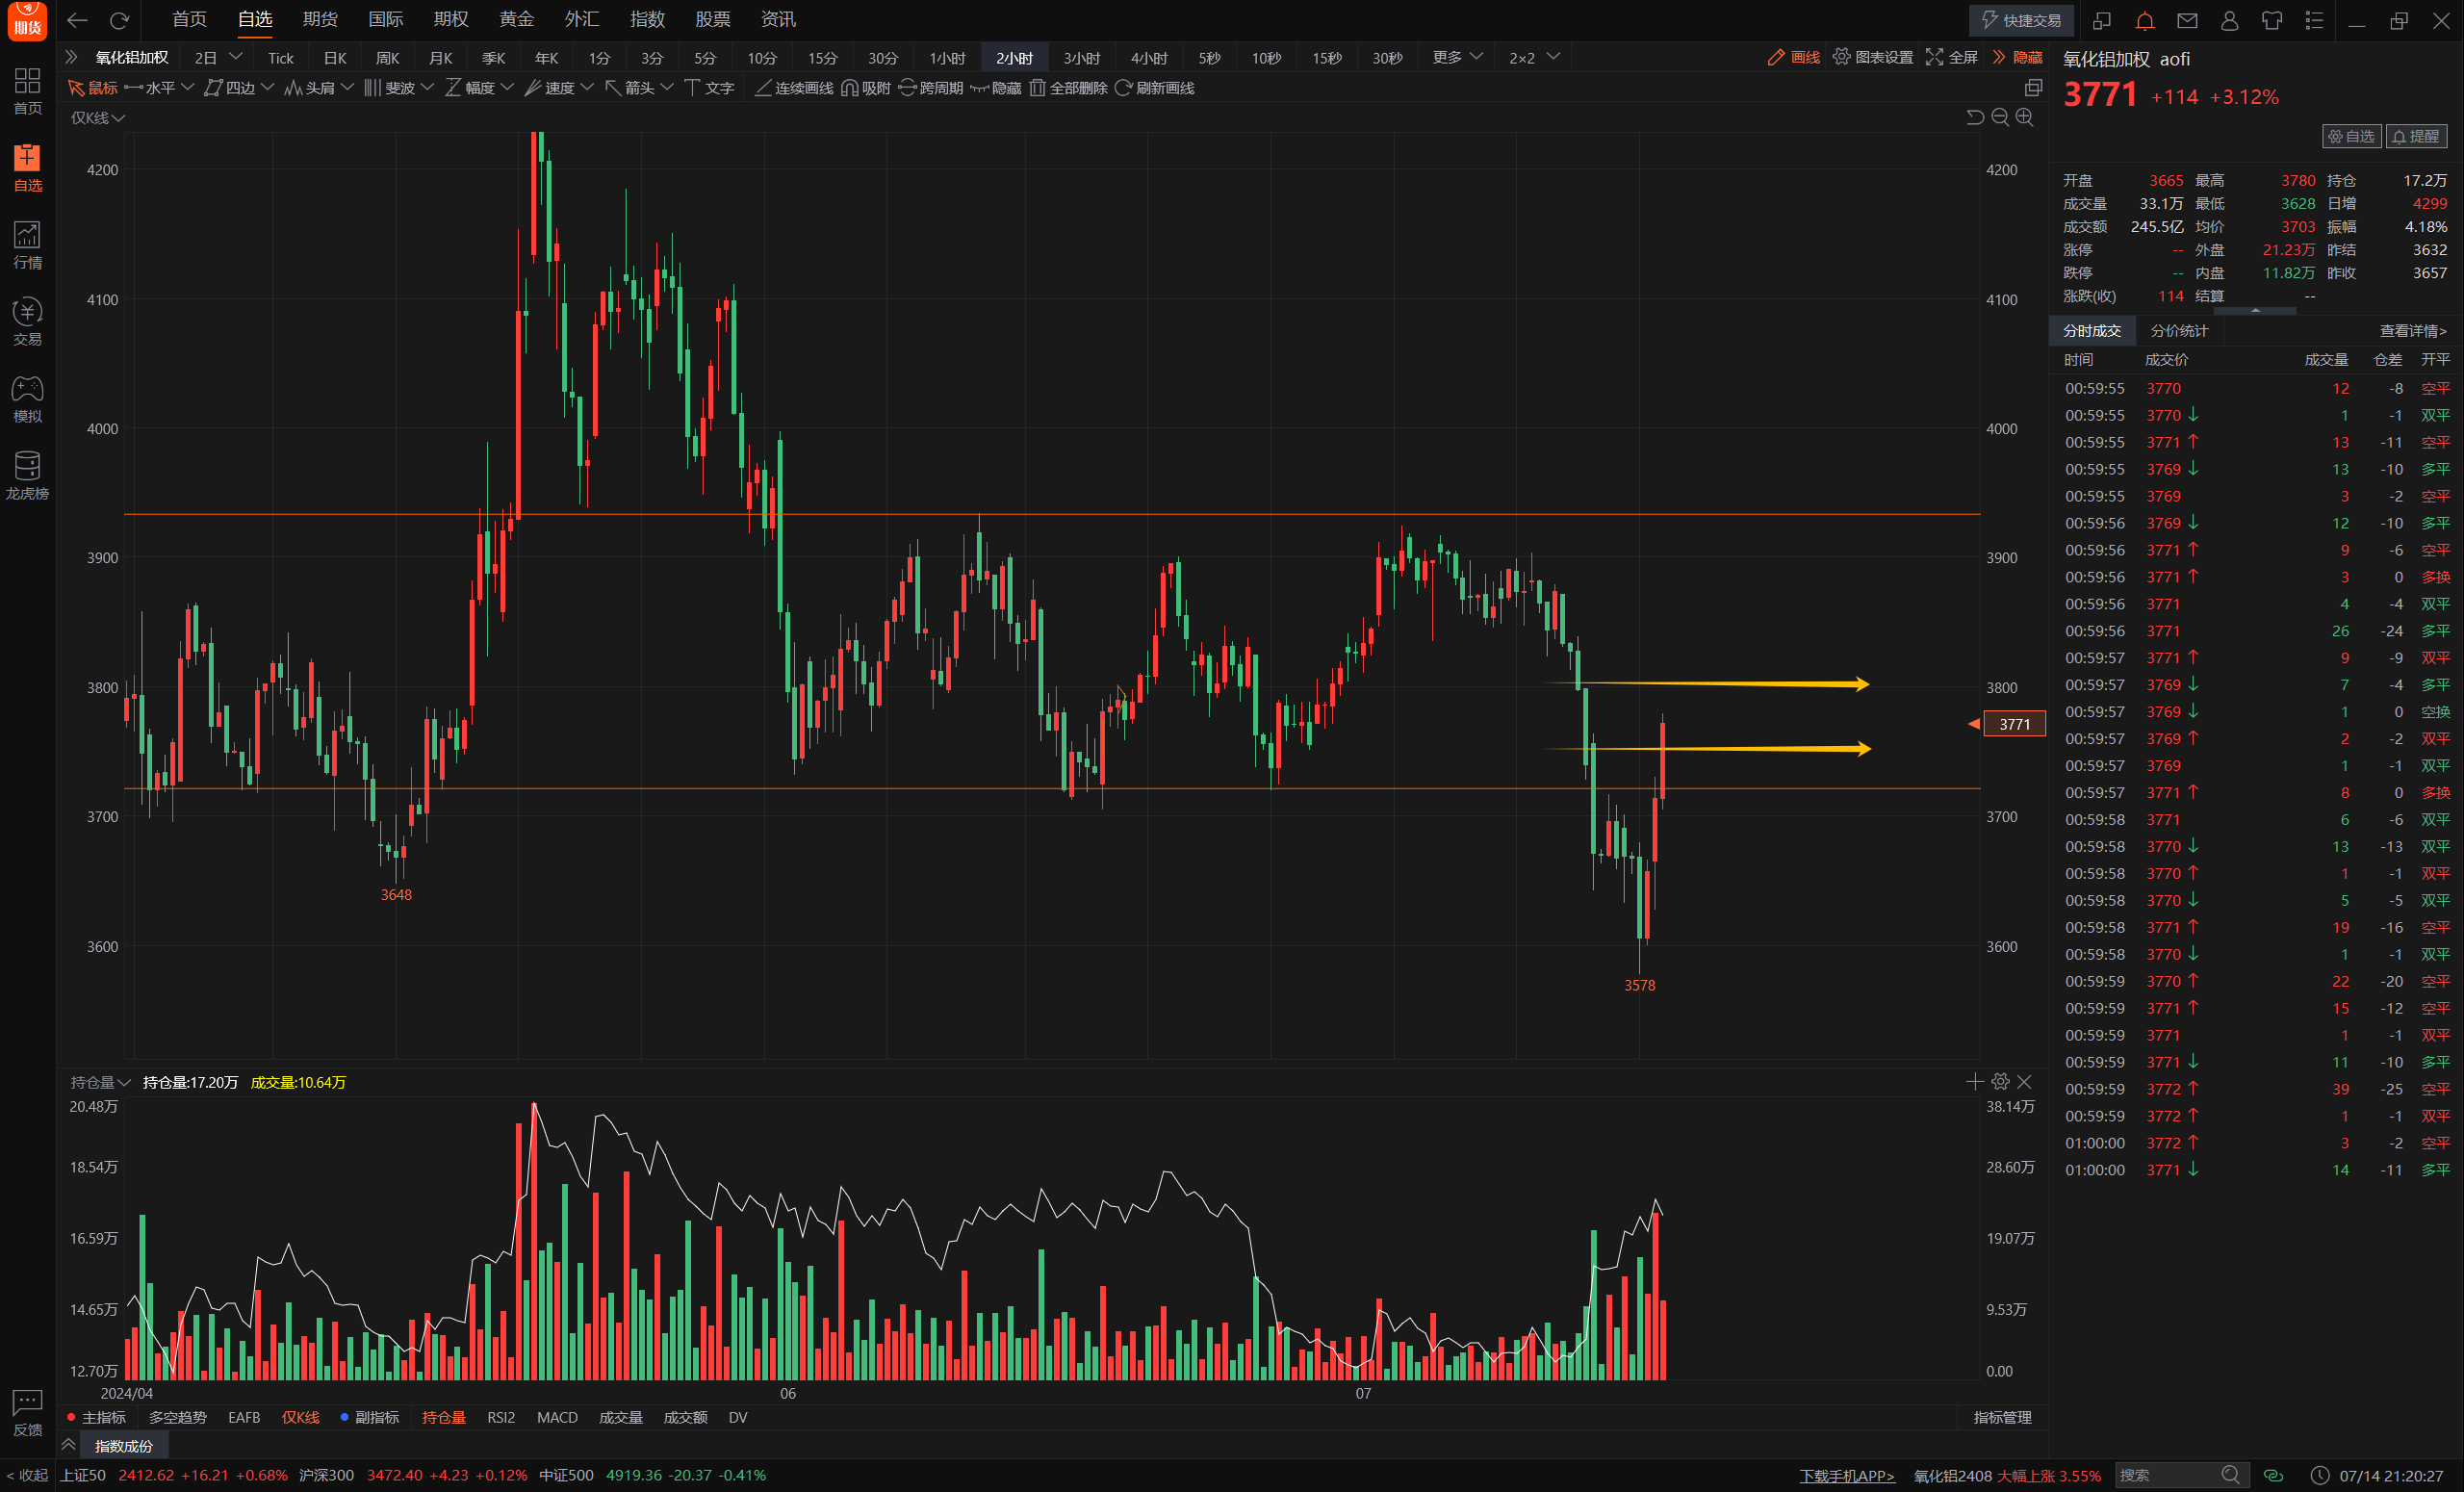 期货 首页 自选 期货 国际 期权 黄金 外汇 指数 股票 资讯 快捷交易
氧化铝加权 2日 Tick 日K 周K 月K 季K 年K 1分 3分 5分 10分 15分 30分 1小时 2小时 3小时 4小时 5秒 10秒 15秒 30秒 更多 2×2 画线 图表设置 全屏 隐藏
鼠标 水平 四边 头肩 斐波 幅度 速度 箭头 文字 连续画线 吸附 跨周期 隐藏 全部删除 刷新画线
首页
自选
行情
交易
模拟
龙虎榜
反馈
< 收起
仅K线
4200 4200
4100 4100
4000 4000
3900 3900
3800 3800
3771
3700 3700
3648
3600 3600
3578
持仓量 持仓量:17.20万 成交量:10.64万
20.48万 38.14万
18.54万 28.60万
16.59万 19.07万
14.65万 9.53万
12.70万 0.00
2024/04 06 07
主指标 多空趋势 EAFB 仅K线 副指标 持仓量 RSI2 MACD 成交量 成交额 DV 指标管理
指数成份
氧化铝加权 aofi
3771 +114 +3.12%
自选 提醒
开盘 3665 最高 3780 持仓 17.2万
成交量 33.1万 最低 3628 日增 4299
成交额 245.5亿 均价 3703 振幅 4.18%
涨停 -- 外盘 21.23万 昨结 3632
跌停 -- 内盘 11.82万 昨收 3657
涨跌(收) 114 结算 --
分时成交 分价统计 查看详情>
时间 成交价 成交量 仓差 开平
00:59:55 3770 12 -8 空平
00:59:55 3770 ↓ 1 -1 双平
00:59:55 3771 ↑ 13 -11 空平
00:59:55 3769 ↓ 13 -10 多平
00:59:55 3769 3 -2 空平
00:59:56 3769 ↓ 12 -10 多平
00:59:56 3771 ↑ 9 -6 空平
00:59:56 3771 ↑ 3 0 多换
00:59:56 3771 4 -4 双平
00:59:56 3771 26 -24 多平
00:59:57 3771 ↑ 9 -9 双平
00:59:57 3769 ↓ 7 -4 多平
00:59:57 3769 ↓ 1 0 空换
00:59:57 3769 ↑ 2 -2 双平
00:59:57 3769 1 -1 双平
00:59:57 3771 ↑ 8 0 多换
00:59:58 3771 6 -6 双平
00:59:58 3770 ↓ 13 -13 双平
00:59:58 3770 ↑ 1 -1 双平
00:59:58 3770 ↓ 5 -5 双平
00:59:58 3771 ↑ 19 -16 空平
00:59:58 3770 ↓ 1 -1 双平
00:59:59 3770 ↑ 22 -20 空平
00:59:59 3771 ↑ 15 -12 空平
00:59:59 3771 1 -1 双平
00:59:59 3771 ↓ 11 -10 多平
00:59:59 3772 ↑ 39 -25 空平
00:59:59 3772 ↑ 1 -1 双平
01:00:00 3772 ↑ 3 -2 空平
01:00:00 3771 ↓ 14 -11 多平
上证50 2412.62 +16.21 +0.68% 沪深300 3472.40 +4.23 +0.12% 中证500 4919.36 -20.37 -0.41% 下载手机APP> 氧化铝2408 大幅上涨 3.55% 搜索 07/14 21:20:27